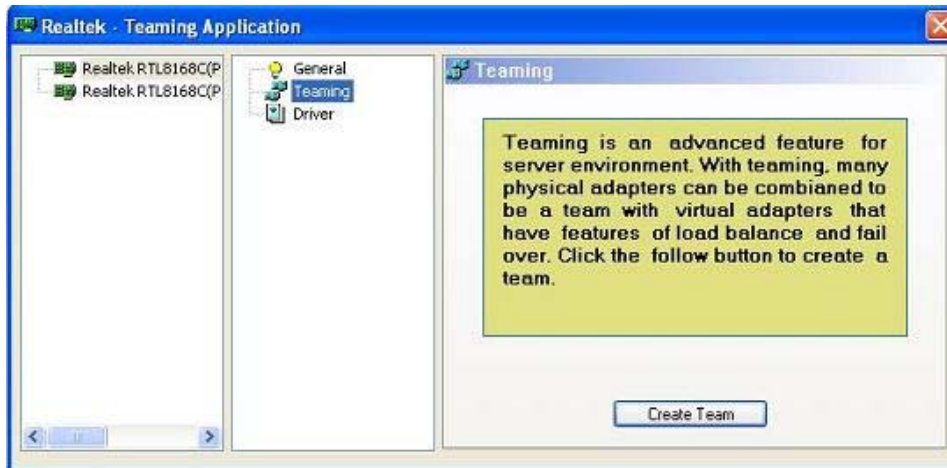 Realtek - Teaming Application
Realtek RTL8168C(P
Realtek RTL8168C(P
General
Teaming
Driver
Teaming
Teaming is an advanced feature for
server environment. With teaming, many
physical adapters can be combianed to
be a team with virtual adapters that
have features of load balance and fail
over. Click the follow button to create a
team.
Create Team